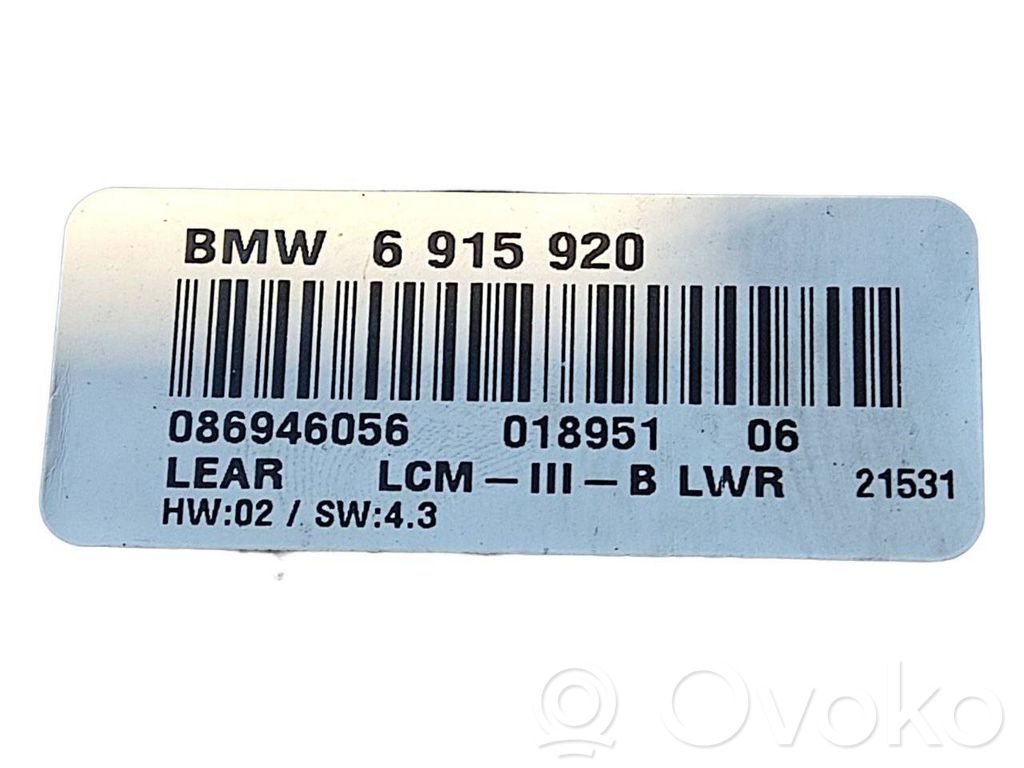 BMW 6 915 920
086946056 018951 06
LEAR LCM-III-B LWR 21531
HW:02 / SW:4.3
Ovoko